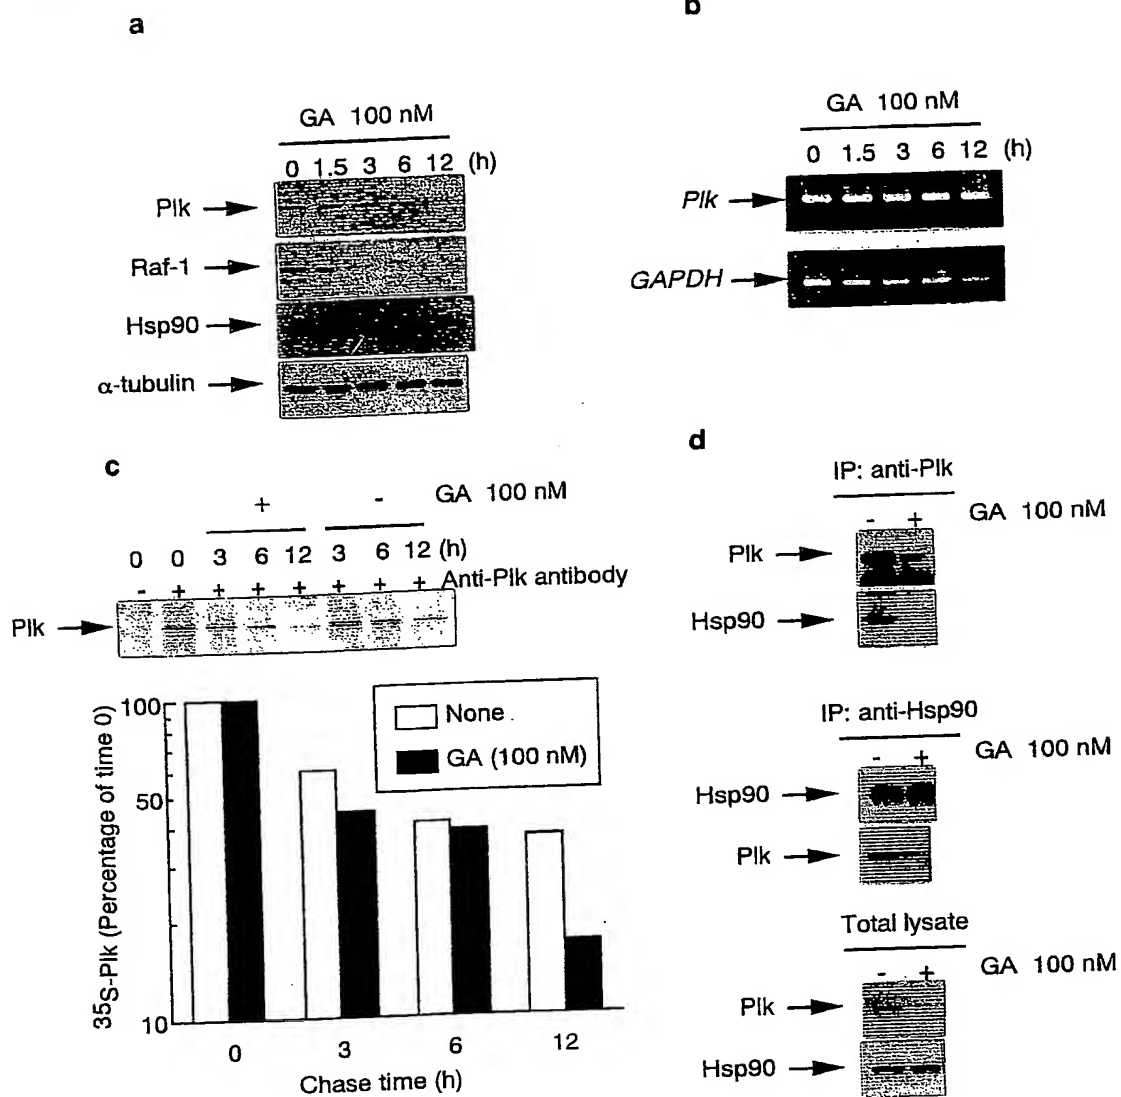 a
GA 100 nM
0 1.5 3 6 12 (h)
Plk
Raf-1
Hsp90
α-tubulin
b
GA 100 nM
0 1.5 3 6 12 (h)
Plk
GAPDH
c
+ - GA 100 nM
0 0 3 6 12 3 6 12 (h)
- + + + + + + + Anti-Plk antibody
Plk
35S-Plk (Percentage of time 0)
100
50
10
None
GA (100 nM)
0 3 6 12
Chase time (h)
d
IP: anti-Plk
- + GA 100 nM
Plk
Hsp90
IP: anti-Hsp90
- + GA 100 nM
Hsp90
Plk
Total lysate
- + GA 100 nM
Plk
Hsp90